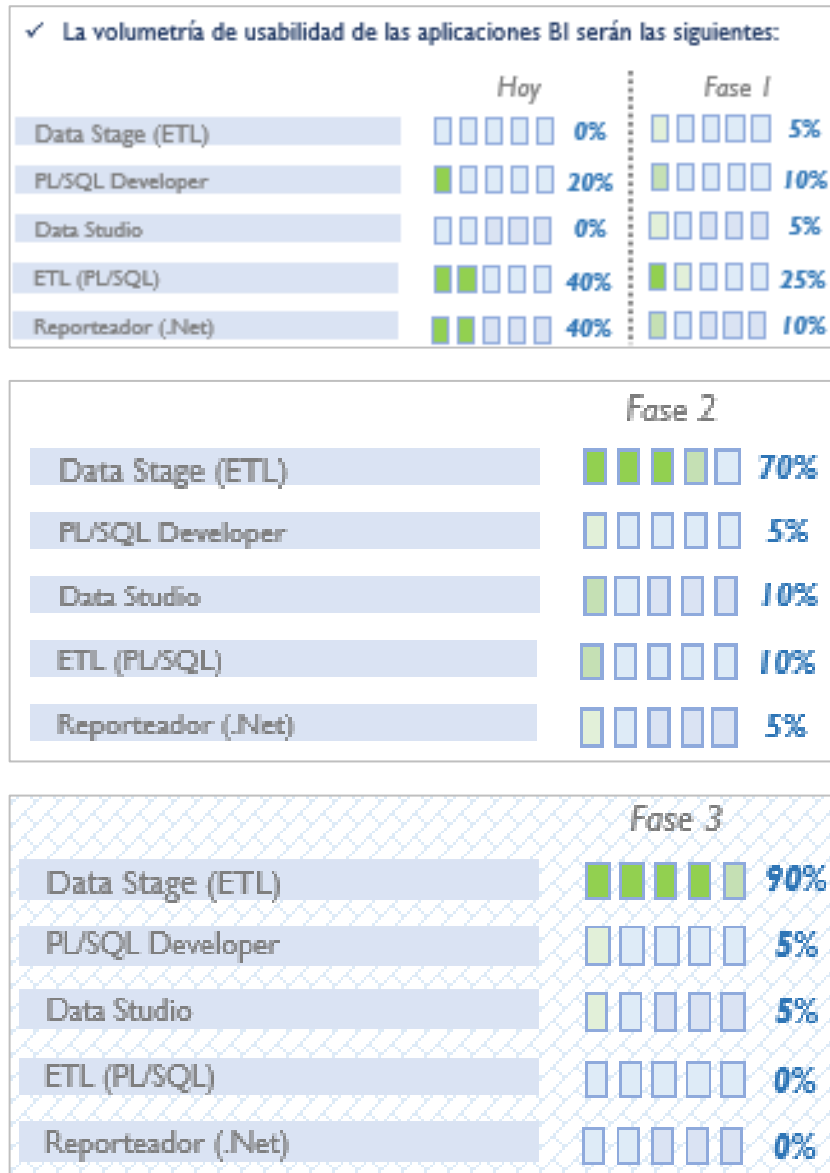 ✓ La volumetría de usabilidad de las aplicaciones BI serán las siguientes:
Hoy Fase 1
Data Stage (ETL) 0% 5%
PL/SQL Developer 20% 10%
Data Studio 0% 5%
ETL (PL/SQL) 40% 25%
Reporteador (.Net) 40% 10%
Fase 2
Data Stage (ETL) 70%
PL/SQL Developer 5%
Data Studio 10%
ETL (PL/SQL) 10%
Reporteador (.Net) 5%
Fase 3
Data Stage (ETL) 90%
PL/SQL Developer 5%
Data Studio 5%
ETL (PL/SQL) 0%
Reporteador (.Net) 0%